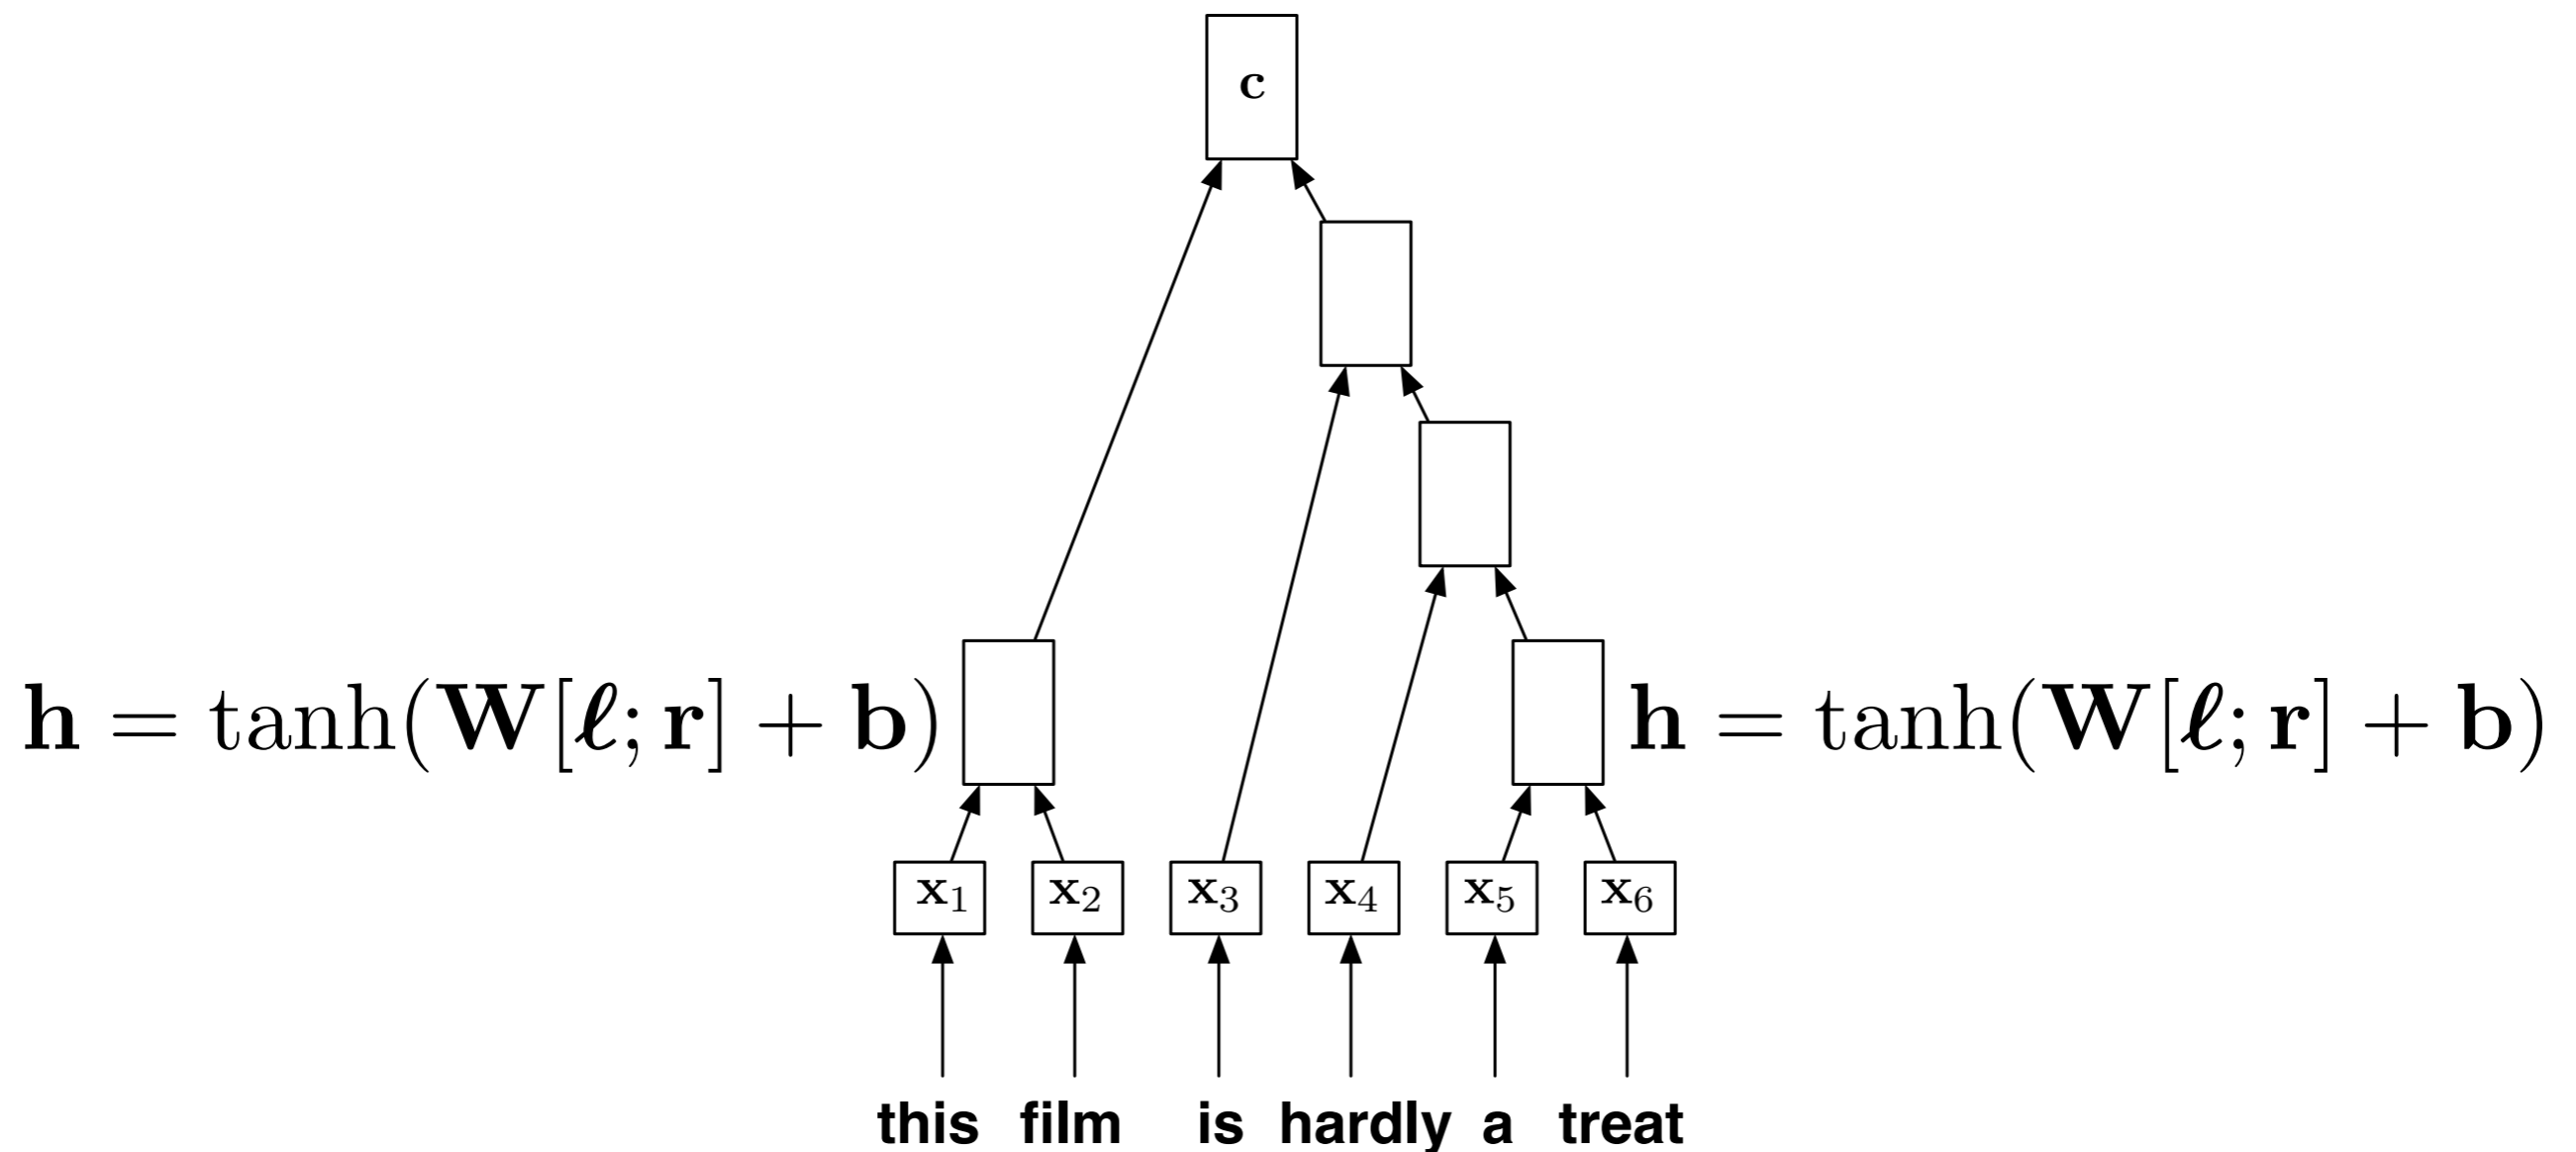 c
h = tanh(W[ℓ; r] + b) h = tanh(W[ℓ; r] + b)
x₁ x₂ x₃ x₄ x₅ x₆
this film is hardly a treat